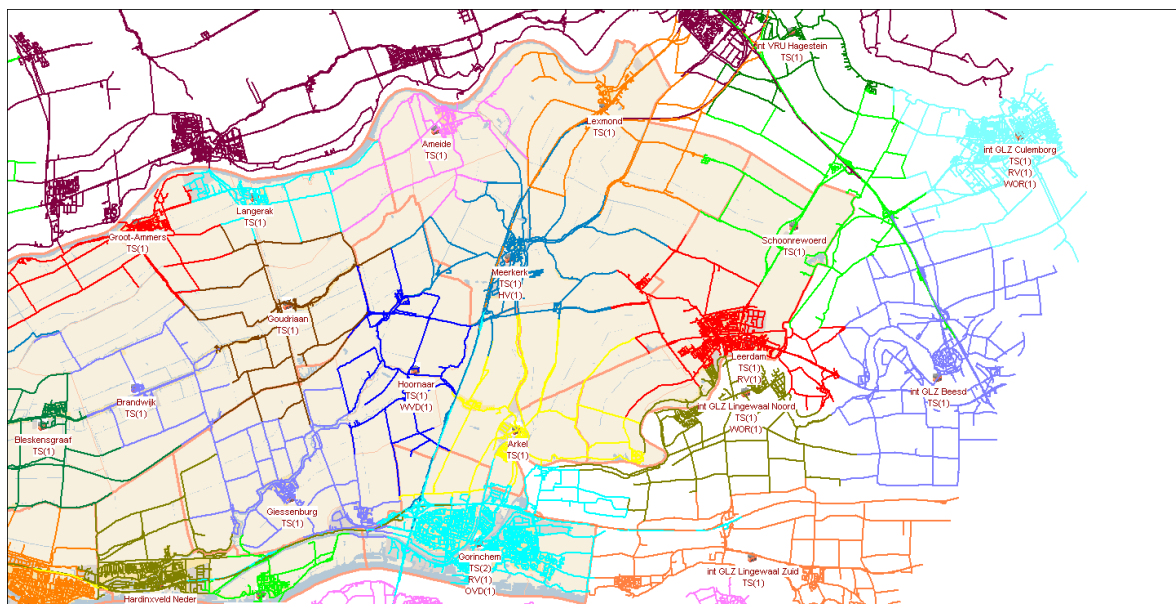 int VRU Hagestein
TS(1)
Lexmond
TS(1)
Ameide
TS(1)
int GLZ Culemborg
TS(1)
RV(1)
WOR(1)
Langerak
TS(1)
Groot-Ammers
TS(1)
Schoonrewoerd
TS(1)
Meerkerk
TS(1)
HV(1)
Goudriaan
TS(1)
Leerdam
TS(1)
RV(1)
Hoornaar
TS(1)
WVD(1)
int GLZ Beesd
TS(1)
Brandwijk
TS(1)
int GLZ Lingewaal Noord
TS(1)
WOR(1)
Bleskensgraaf
TS(1)
Arkel
TS(1)
Giessenburg
TS(1)
Gorinchem
TS(2)
RV(1)
OVD(1)
int GLZ Lingewaal Zuid
TS(1)
Hardinxveld Neder